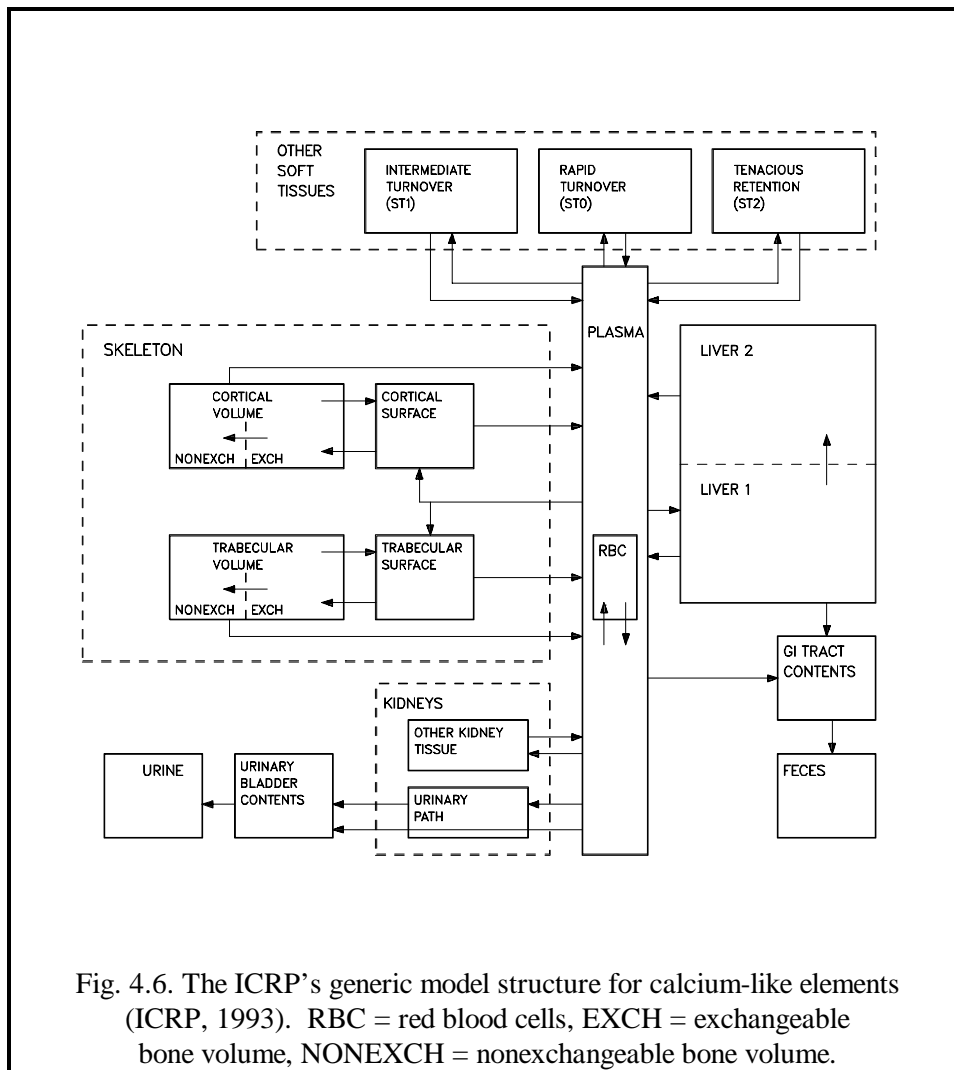 OTHER
SOFT
TISSUES
INTERMEDIATE
TURNOVER
(ST1)
RAPID
TURNOVER
(ST0)
TENACIOUS
RETENTION
(ST2)
PLASMA
SKELETON
CORTICAL
VOLUME
NONEXCH
EXCH
CORTICAL
SURFACE
TRABECULAR
VOLUME
NONEXCH
EXCH
TRABECULAR
SURFACE
RBC
LIVER 2
LIVER 1
GI TRACT
CONTENTS
FECES
KIDNEYS
OTHER KIDNEY
TISSUE
URINARY
PATH
URINARY
BLADDER
CONTENTS
URINE
Fig. 4.6. The ICRP's generic model structure for calcium-like elements
(ICRP, 1993).  RBC = red blood cells, EXCH = exchangeable
bone volume, NONEXCH = nonexchangeable bone volume.